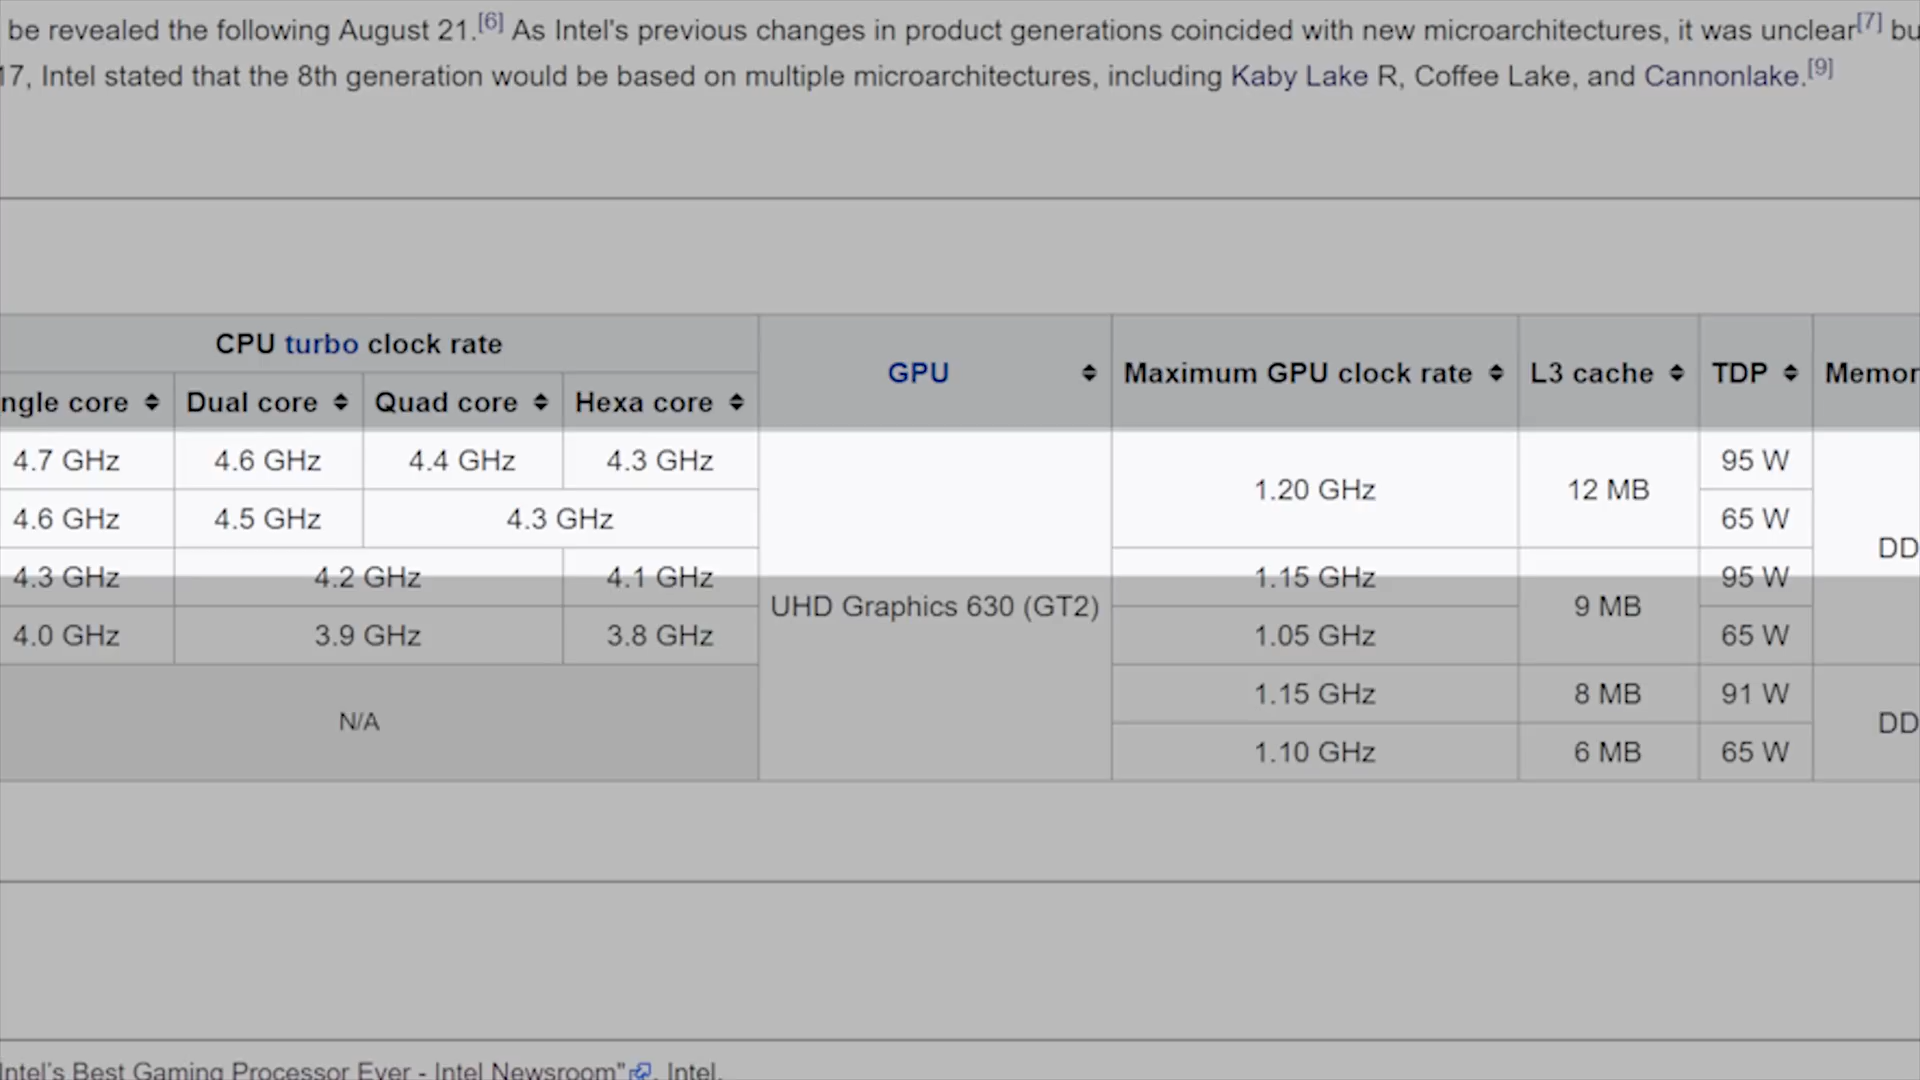 be revealed the following August 21.[6] As Intel's previous changes in product generations coincided with new microarchitectures, it was unclear[7]
17, Intel stated that the 8th generation would be based on multiple microarchitectures, including Kaby Lake R, Coffee Lake, and Cannonlake.[9]
CPU turbo clock rate
GPU Maximum GPU clock rate L3 cache TDP Memor
ngle core Dual core Quad core Hexa core
4.7 GHz 4.6 GHz 4.4 GHz 4.3 GHz 95 W
1.20 GHz 12 MB
4.6 GHz 4.5 GHz 4.3 GHz 65 W
DD
4.3 GHz 4.2 GHz 4.1 GHz 1.15 GHz 95 W
UHD Graphics 630 (GT2) 9 MB
4.0 GHz 3.9 GHz 3.8 GHz 1.05 GHz 65 W
1.15 GHz 8 MB 91 W
N/A DD
1.10 GHz 6 MB 65 W
Intel's Best Gaming Processor Ever - Intel Newsroom". Intel.